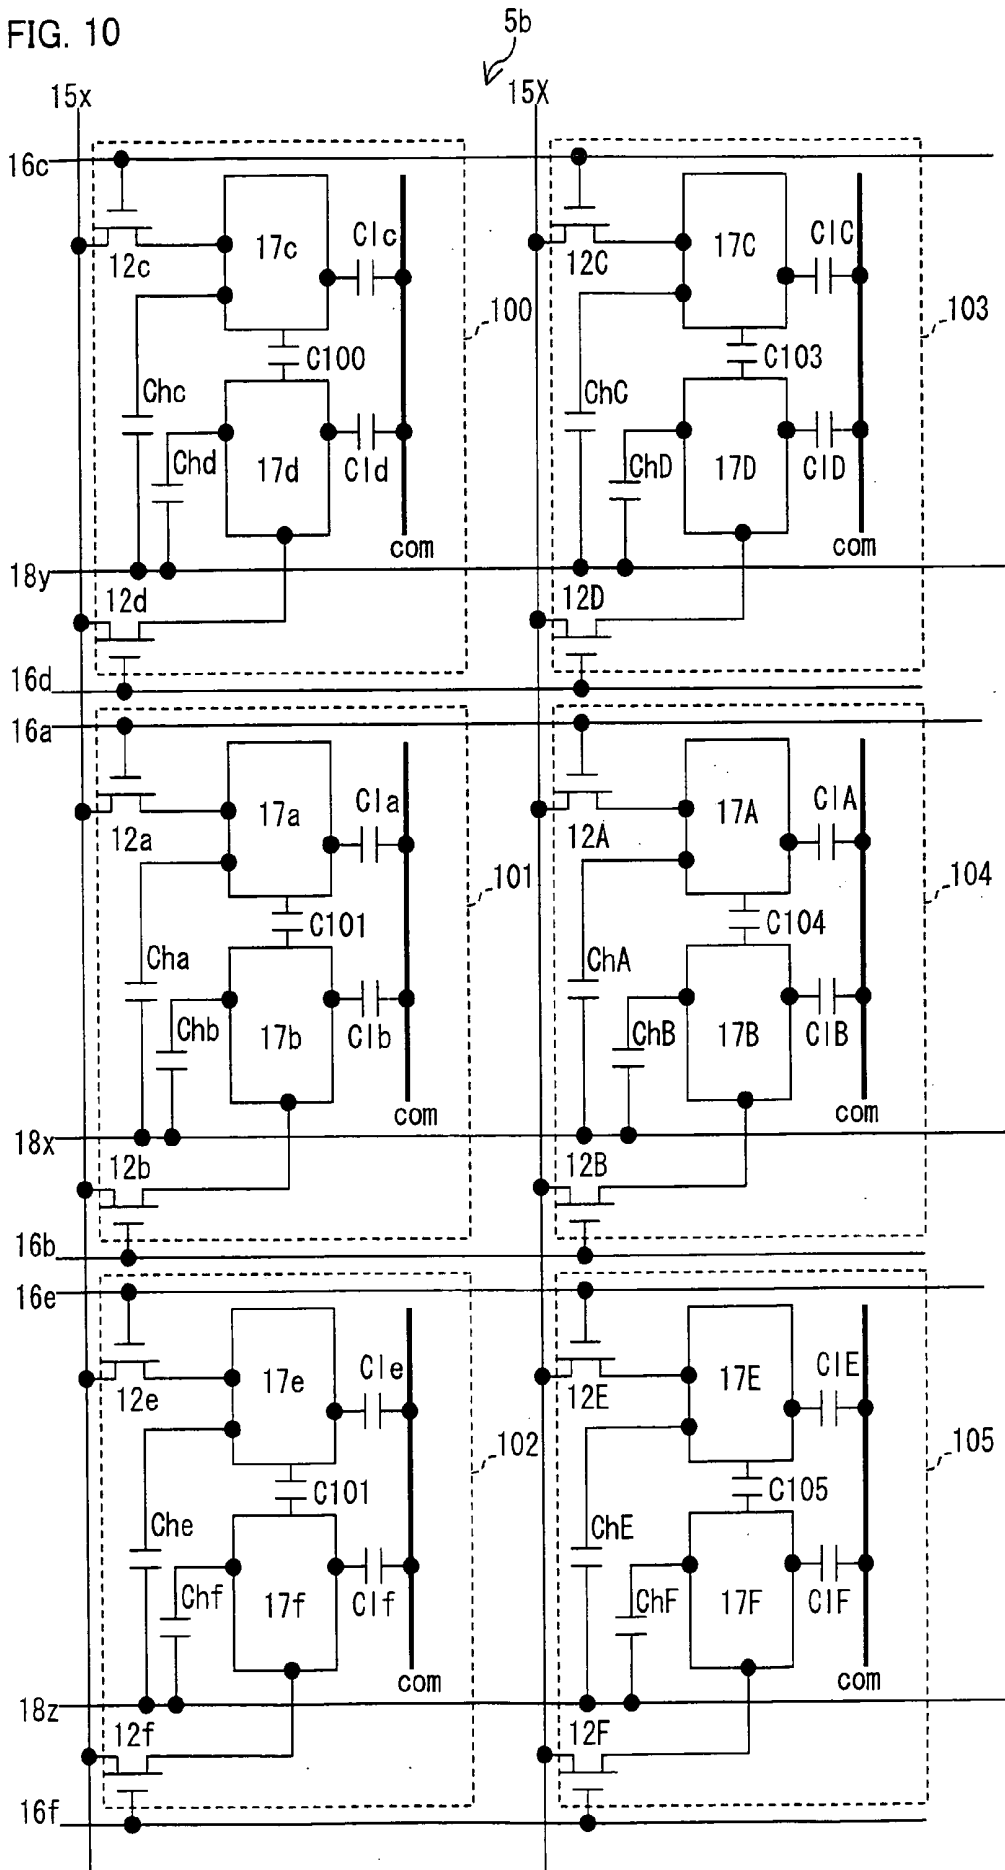 FIG. 10
5b
15x
15X
16c
12c
17c
Clc
100
C100
Chc
Chd
17d
Cld
com
18y
12d
16d
12C
17C
ClC
103
C103
ChC
ChD
17D
ClD
com
12D
16a
12a
17a
Cla
101
C101
Cha
Chb
17b
Clb
com
18x
12b
16b
12A
17A
ClA
104
C104
ChA
ChB
17B
ClB
com
12B
16e
12e
17e
Cle
102
C101
Che
Chf
17f
Clf
com
18z
12f
16f
12E
17E
ClE
105
C105
ChE
ChF
17F
ClF
com
12F